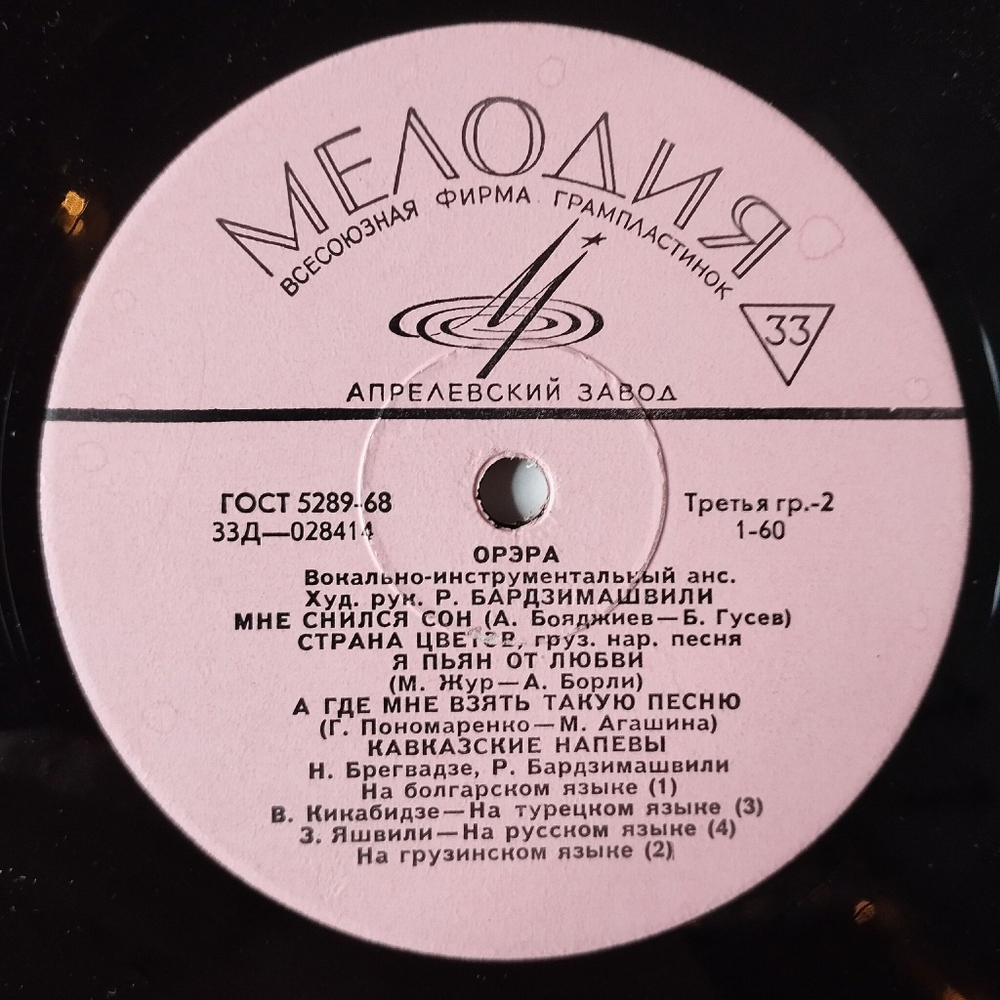 МЕЛОДИЯ
ВСЕСОЮЗНАЯ ФИРМА ГРАМПЛАСТИНОК
33
АПРЕЛЕВСКИЙ ЗАВОД
ГОСТ 5289-68
Третья гр.-2
33Д—028414
1-60
ОРЭРА
Вокально-инструментальный анс.
Худ. рук. Р. БАРДЗИМАШВИЛИ
МНЕ СНИЛСЯ СОН (А. Бояджиев—Б. Гусев)
СТРАНА ЦВЕТОВ, груз. нар. песня
Я ПЬЯН ОТ ЛЮБВИ
(М. Жур—А. Борли)
А ГДЕ МНЕ ВЗЯТЬ ТАКУЮ ПЕСНЮ
(Г. Пономаренко—М. Агашина)
КАВКАЗСКИЕ НАПЕВЫ
Н. Брегвадзе, Р. Бардзимашвили
На болгарском языке (1)
В. Кикабидзе—На турецком языке (3)
З. Яшвили—На русском языке (4)
На грузинском языке (2)